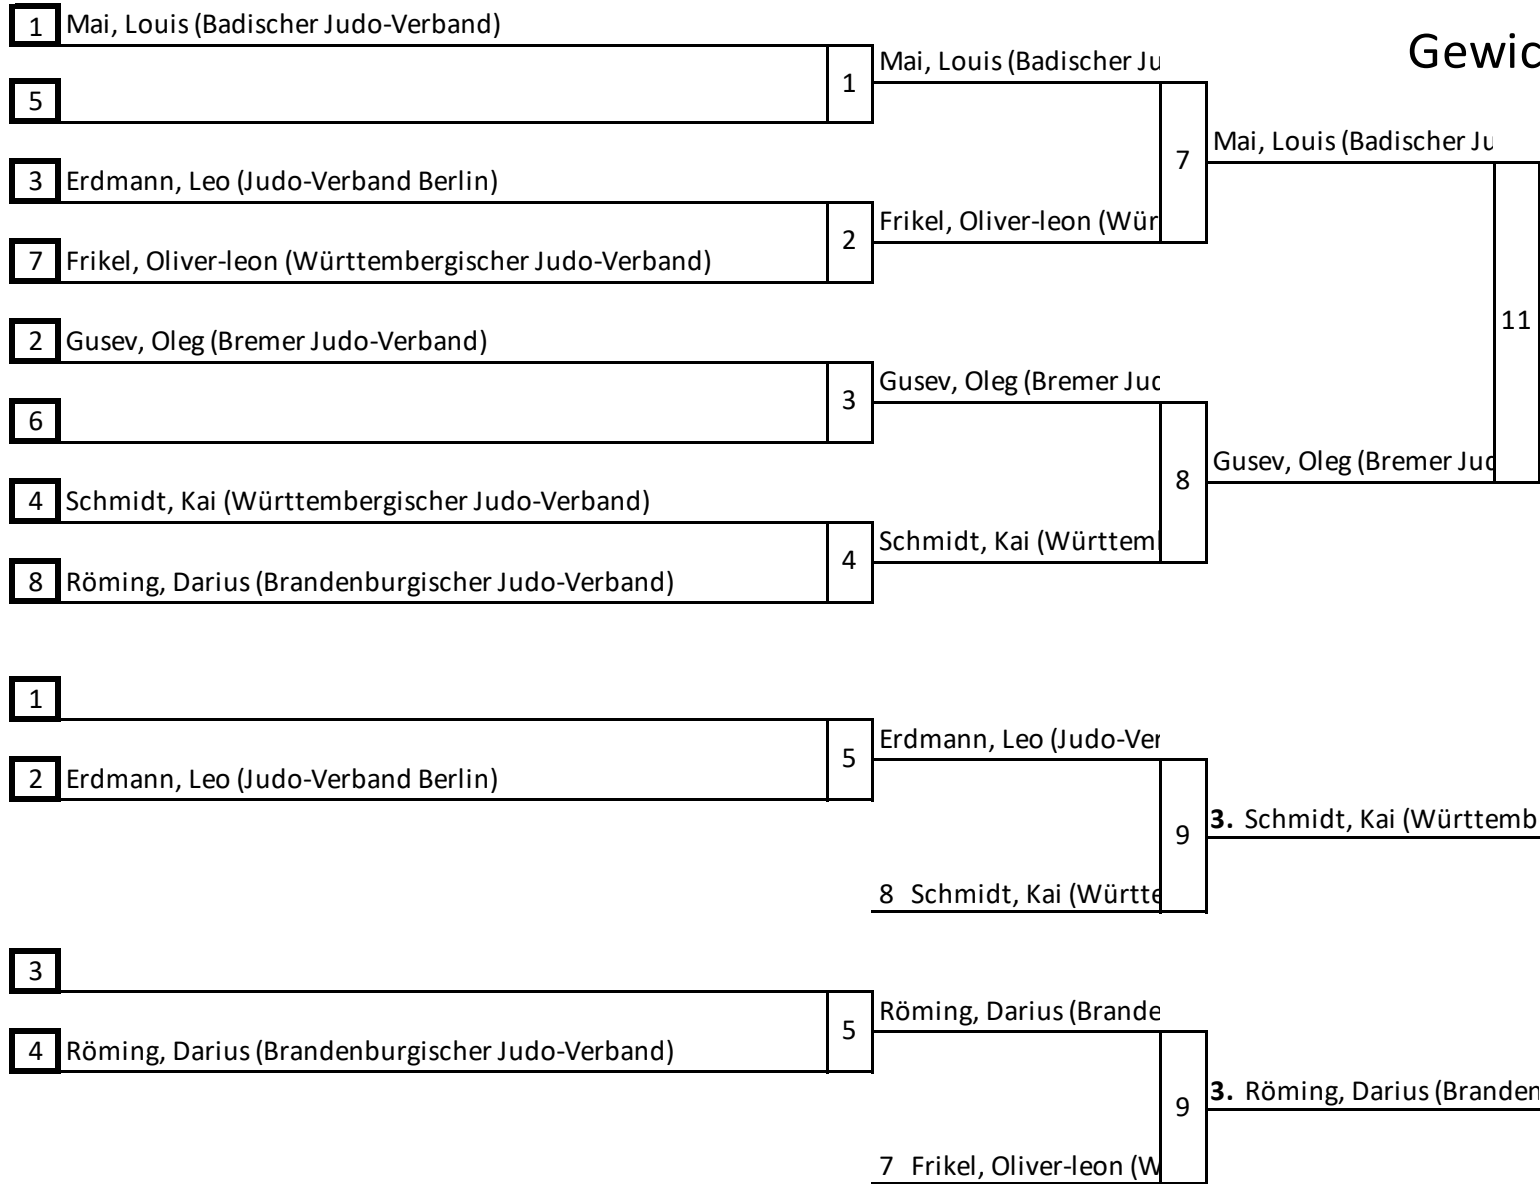 1 Mai, Louis (Badischer Judo-Verband)
Gewic
Mai, Louis (Badischer Ju
1
5
Mai, Louis (Badischer Ju
7
3 Erdmann, Leo (Judo-Verband Berlin)
Frikel, Oliver-leon (Wür
2
7 Frikel, Oliver-leon (Württembergischer Judo-Verband)
11
2 Gusev, Oleg (Bremer Judo-Verband)
Gusev, Oleg (Bremer Jud
3
6
Gusev, Oleg (Bremer Jud
8
4 Schmidt, Kai (Württembergischer Judo-Verband)
Schmidt, Kai (Württem
4
8 Röming, Darius (Brandenburgischer Judo-Verband)
1
Erdmann, Leo (Judo-Ver
5
2 Erdmann, Leo (Judo-Verband Berlin)
3. Schmidt, Kai (Württemb
9
8 Schmidt, Kai (Württe
3
Röming, Darius (Brande
5
4 Röming, Darius (Brandenburgischer Judo-Verband)
3. Röming, Darius (Branden
9
7 Frikel, Oliver-leon (W